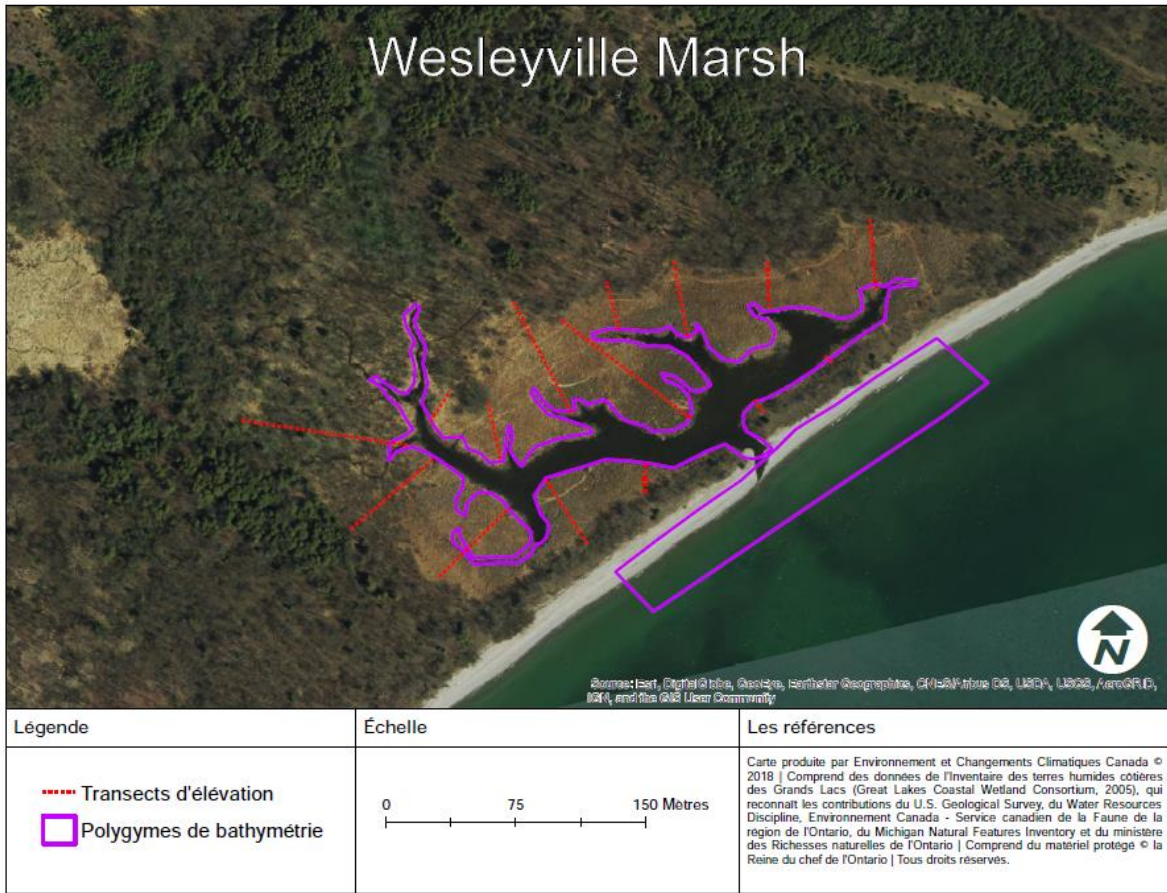 Wesleyville Marsh
N
Source: Esri, DigitalGlobe, GeoEye, Earthstar Geographics, CNES/Airbus DS, USDA, USGS, AeroGRID,
IGN, and the GIS User Community
Légende
Transects d'élévation
Polygymes de bathymétrie
Échelle
0 75 150 Mètres
Les références
Carte produite par Environnement et Changements Climatiques Canada ©
2018 | Comprend des données de l'Inventaire des terres humides côtières
des Grands Lacs (Great Lakes Coastal Wetland Consortium, 2005), qui
reconnaît les contributions du U.S. Geological Survey, du Water Resources
Discipline, Environnement Canada - Service canadien de la Faune de la
région de l'Ontario, du Michigan Natural Features Inventory et du ministère
des Richesses naturelles de l'Ontario | Comprend du matériel protégé © la
Reine du chef de l'Ontario | Tous droits réservés.